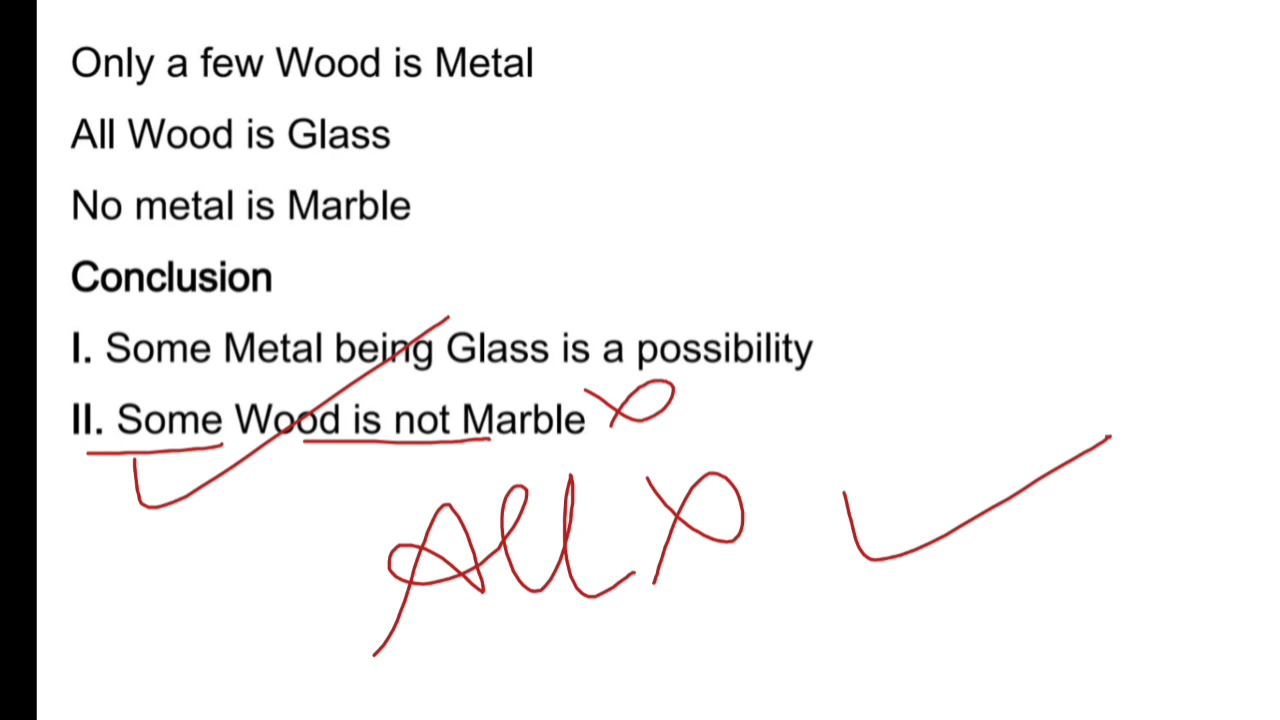 Only a few Wood is Metal
All Wood is Glass
No metal is Marble
Conclusion
I. Some Metal being Glass is a possibility
II. Some Wood is not Marble
All